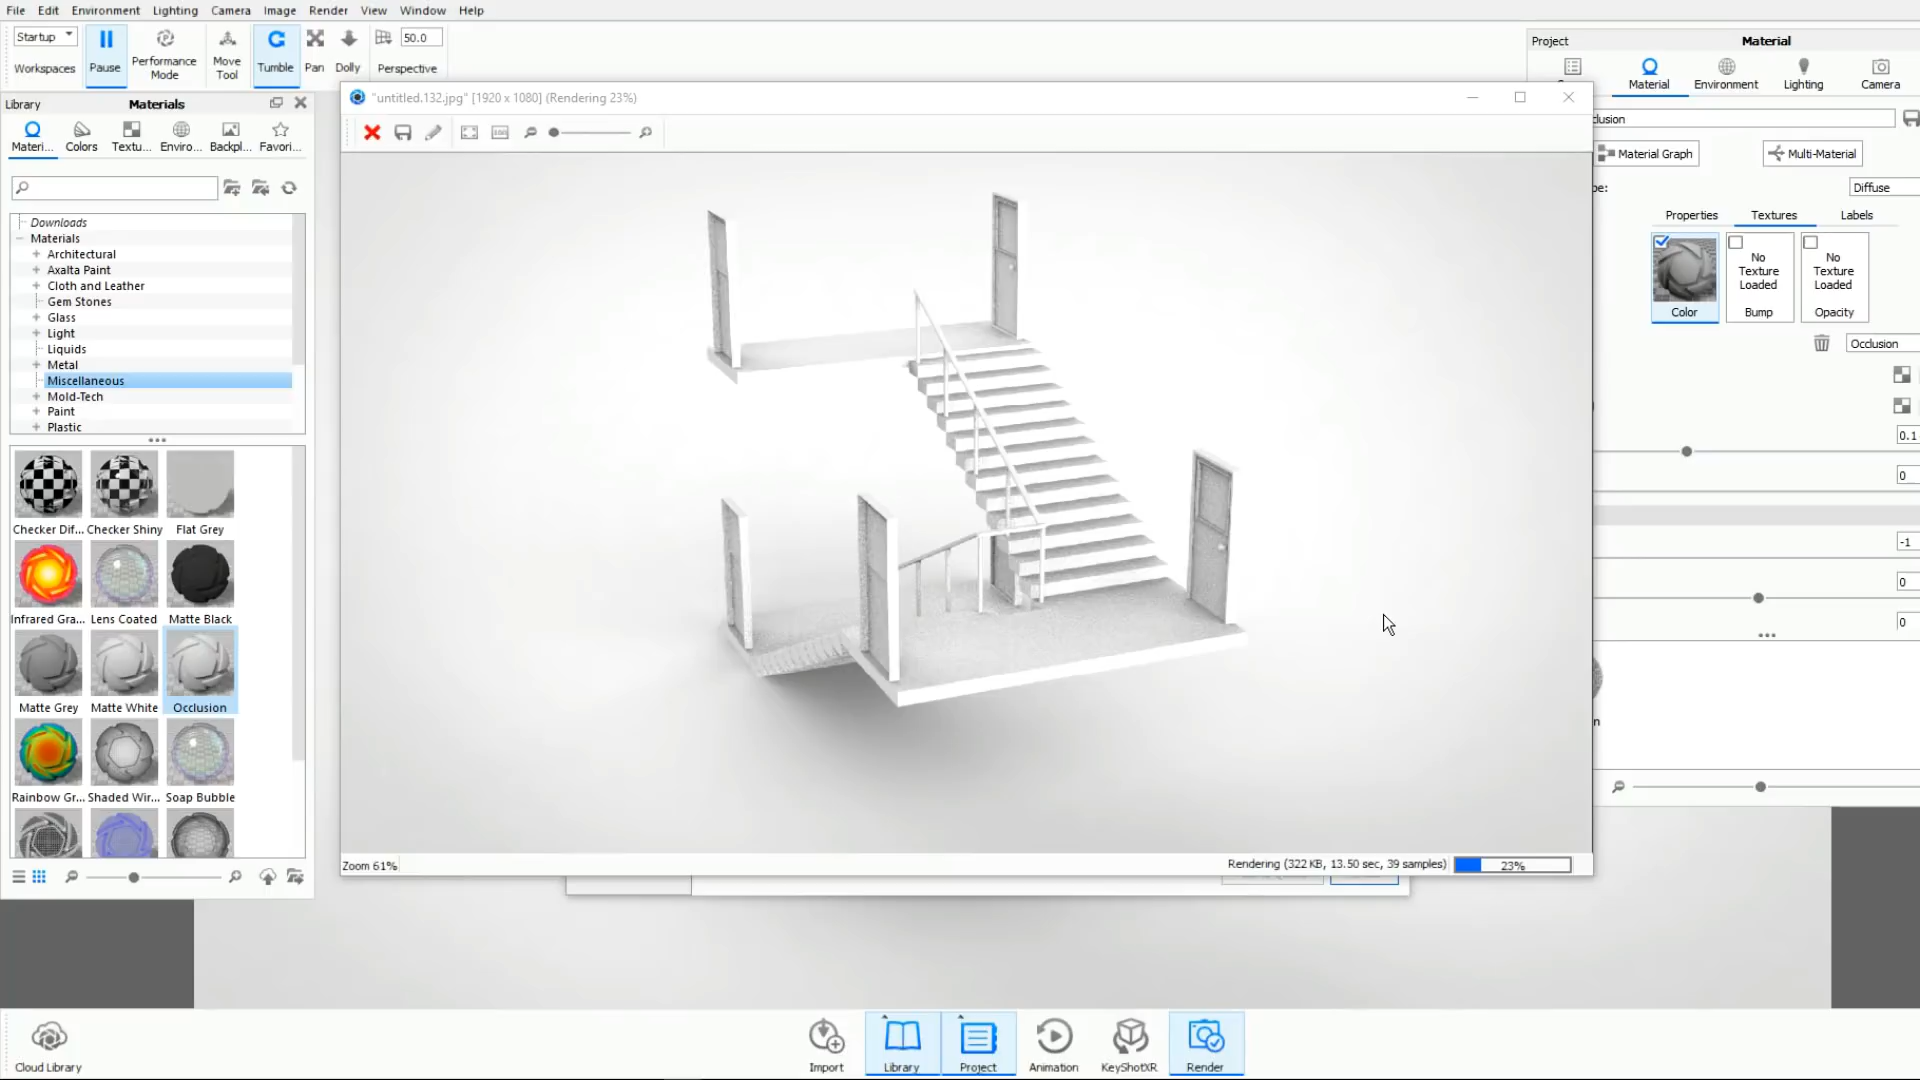 File Edit Environment Lighting Camera Image Render View Window Help
Startup
50.0
Workspaces
Pause
Performance
Mode
Move
Tool
Tumble
Pan
Dolly
Perspective
Project
Material
Material
Environment
Lighting
Camera
Library
Materials
"untitled.132.jpg" [1920 x 1080] (Rendering 23%)
Materi...
Colors
Textu...
Enviro...
Backpl...
Favori...
clusion
Material Graph
Multi-Material
pe:
Diffuse
Properties
Textures
Labels
No
Texture
Loaded
No
Texture
Loaded
Color
Bump
Opacity
Occlusion
0.1
0
-1
0
0
n
Downloads
Materials
Architectural
Axalta Paint
Cloth and Leather
Gem Stones
Glass
Light
Liquids
Metal
Miscellaneous
Mold-Tech
Paint
Plastic
Checker Dif...
Checker Shiny
Flat Grey
Infrared Gra...
Lens Coated
Matte Black
Matte Grey
Matte White
Occlusion
Rainbow Gr...
Shaded Wir...
Soap Bubble
Zoom 61%
Rendering (322 KB, 13.50 sec, 39 samples)
23%
Cloud Library
Import
Library
Project
Animation
KeyShotXR
Render